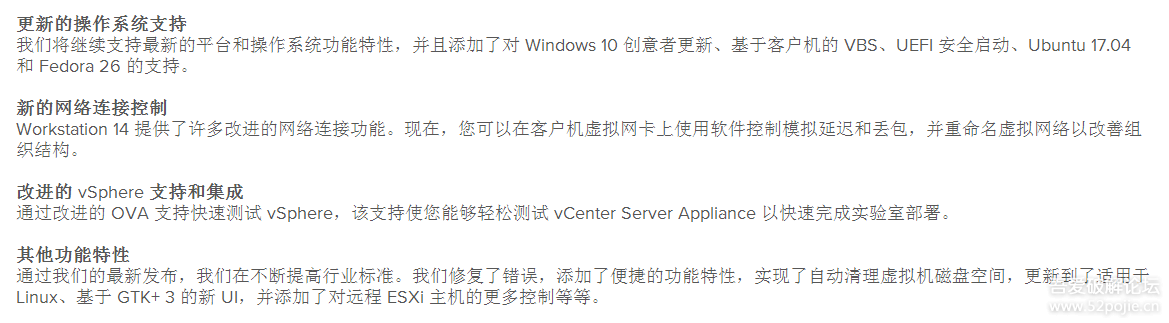 更新的操作系统支持
我们将继续支持最新的平台和操作系统功能特性，并且添加了对 Windows 10 创意者更新、基于客户机的 VBS、UEFI 安全启动、Ubuntu 17.04
和 Fedora 26 的支持。
新的网络连接控制
Workstation 14 提供了许多改进的网络连接功能。现在，您可以在客户机虚拟网卡上使用软件控制模拟延迟和丢包，并重命名虚拟网络以改善组
织结构。
改进的 vSphere 支持和集成
通过改进的 OVA 支持快速测试 vSphere，该支持使您能够轻松测试 vCenter Server Appliance 以快速完成实验室部署。
其他功能特性
通过我们的最新发布，我们在不断提高行业标准。我们修复了错误，添加了便捷的功能特性，实现了自动清理虚拟机磁盘空间，更新到了适用于
Linux、基于 GTK+ 3 的新 UI，并添加了对远程 ESXi 主机的更多控制等等。
吾爱破解论坛
www.52pojie.cn